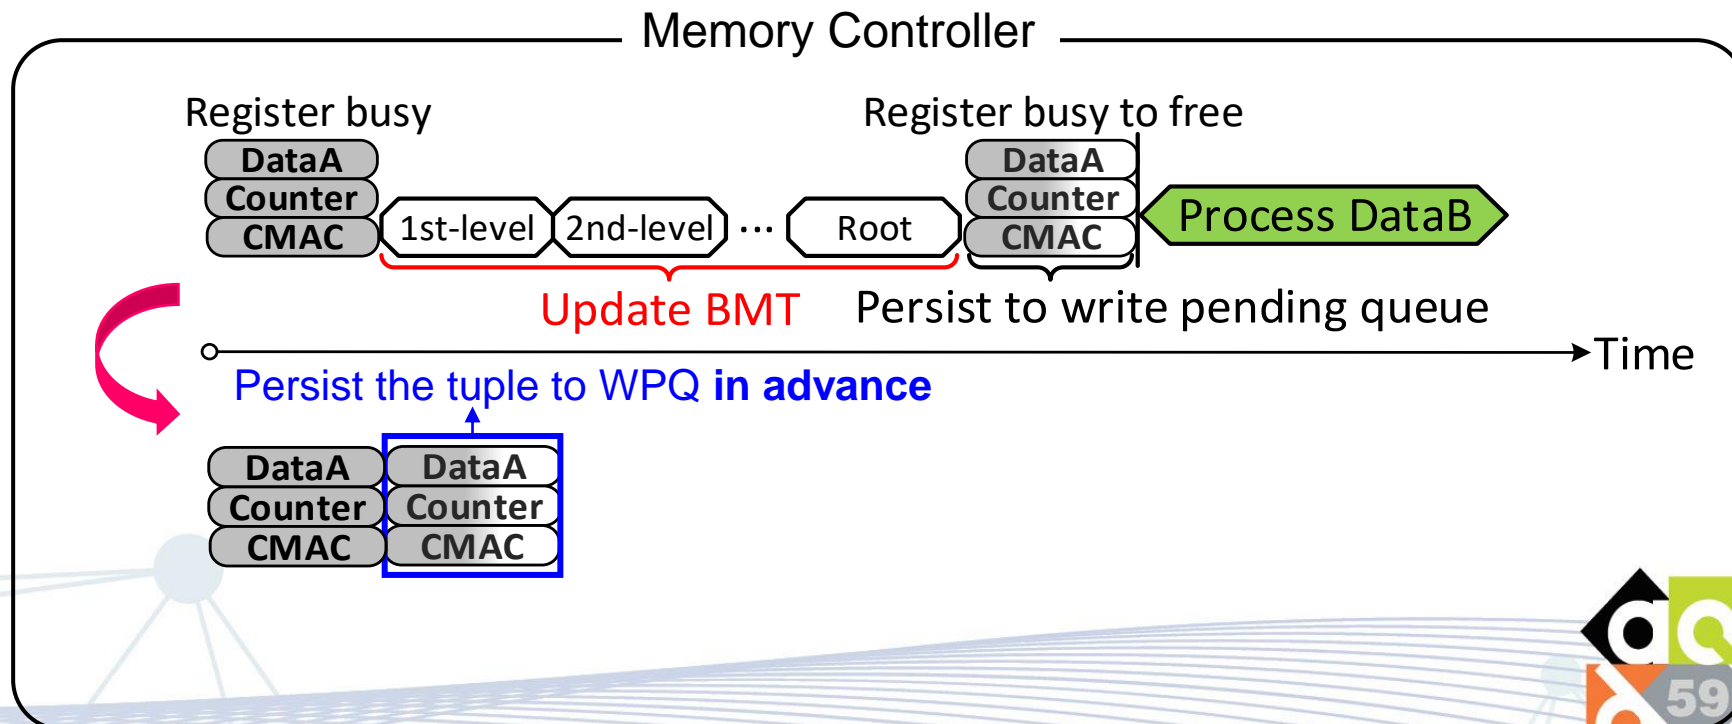 Memory Controller
Register busy
Register busy to free
DataA
Counter
CMAC
1st-level
2nd-level
...
Root
DataA
Counter
CMAC
Process DataB
Update BMT
Persist to write pending queue
Time
Persist the tuple to WPQ in advance
DataA
Counter
CMAC
DataA
Counter
CMAC
59